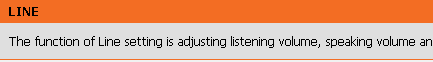 LINE
The function of Line setting is adjusting listening volume, speaking volume an